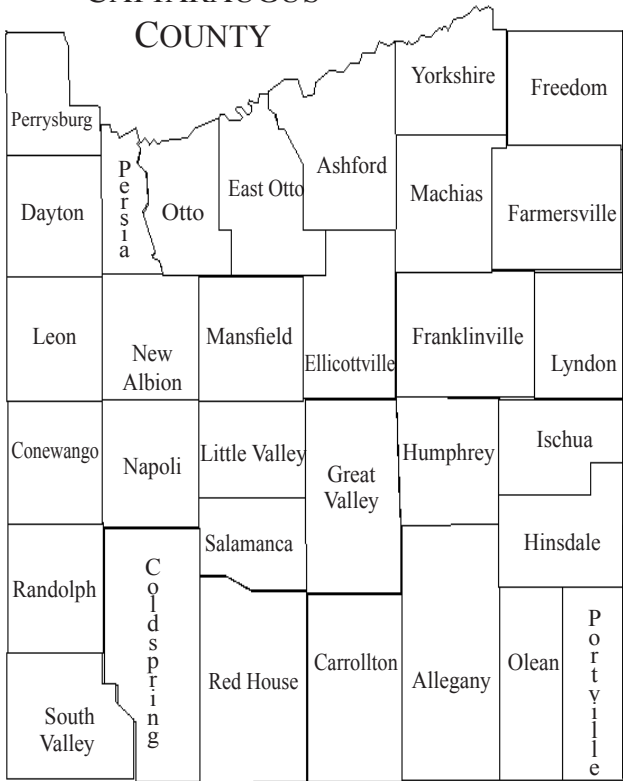 COUNTY
Yorkshire
Freedom
Perrysburg
Persia
Ashford
East Otto
Otto
Machias
Dayton
Farmersville
Leon
Mansfield
Franklinville
New
Albion
Ellicottville
Lyndon
Conewango
Napoli
Little Valley
Great
Valley
Humphrey
Ischua
Salamanca
Hinsdale
Randolph
Coldspring
Red House
Carrollton
Allegany
Olean
Portville
South
Valley